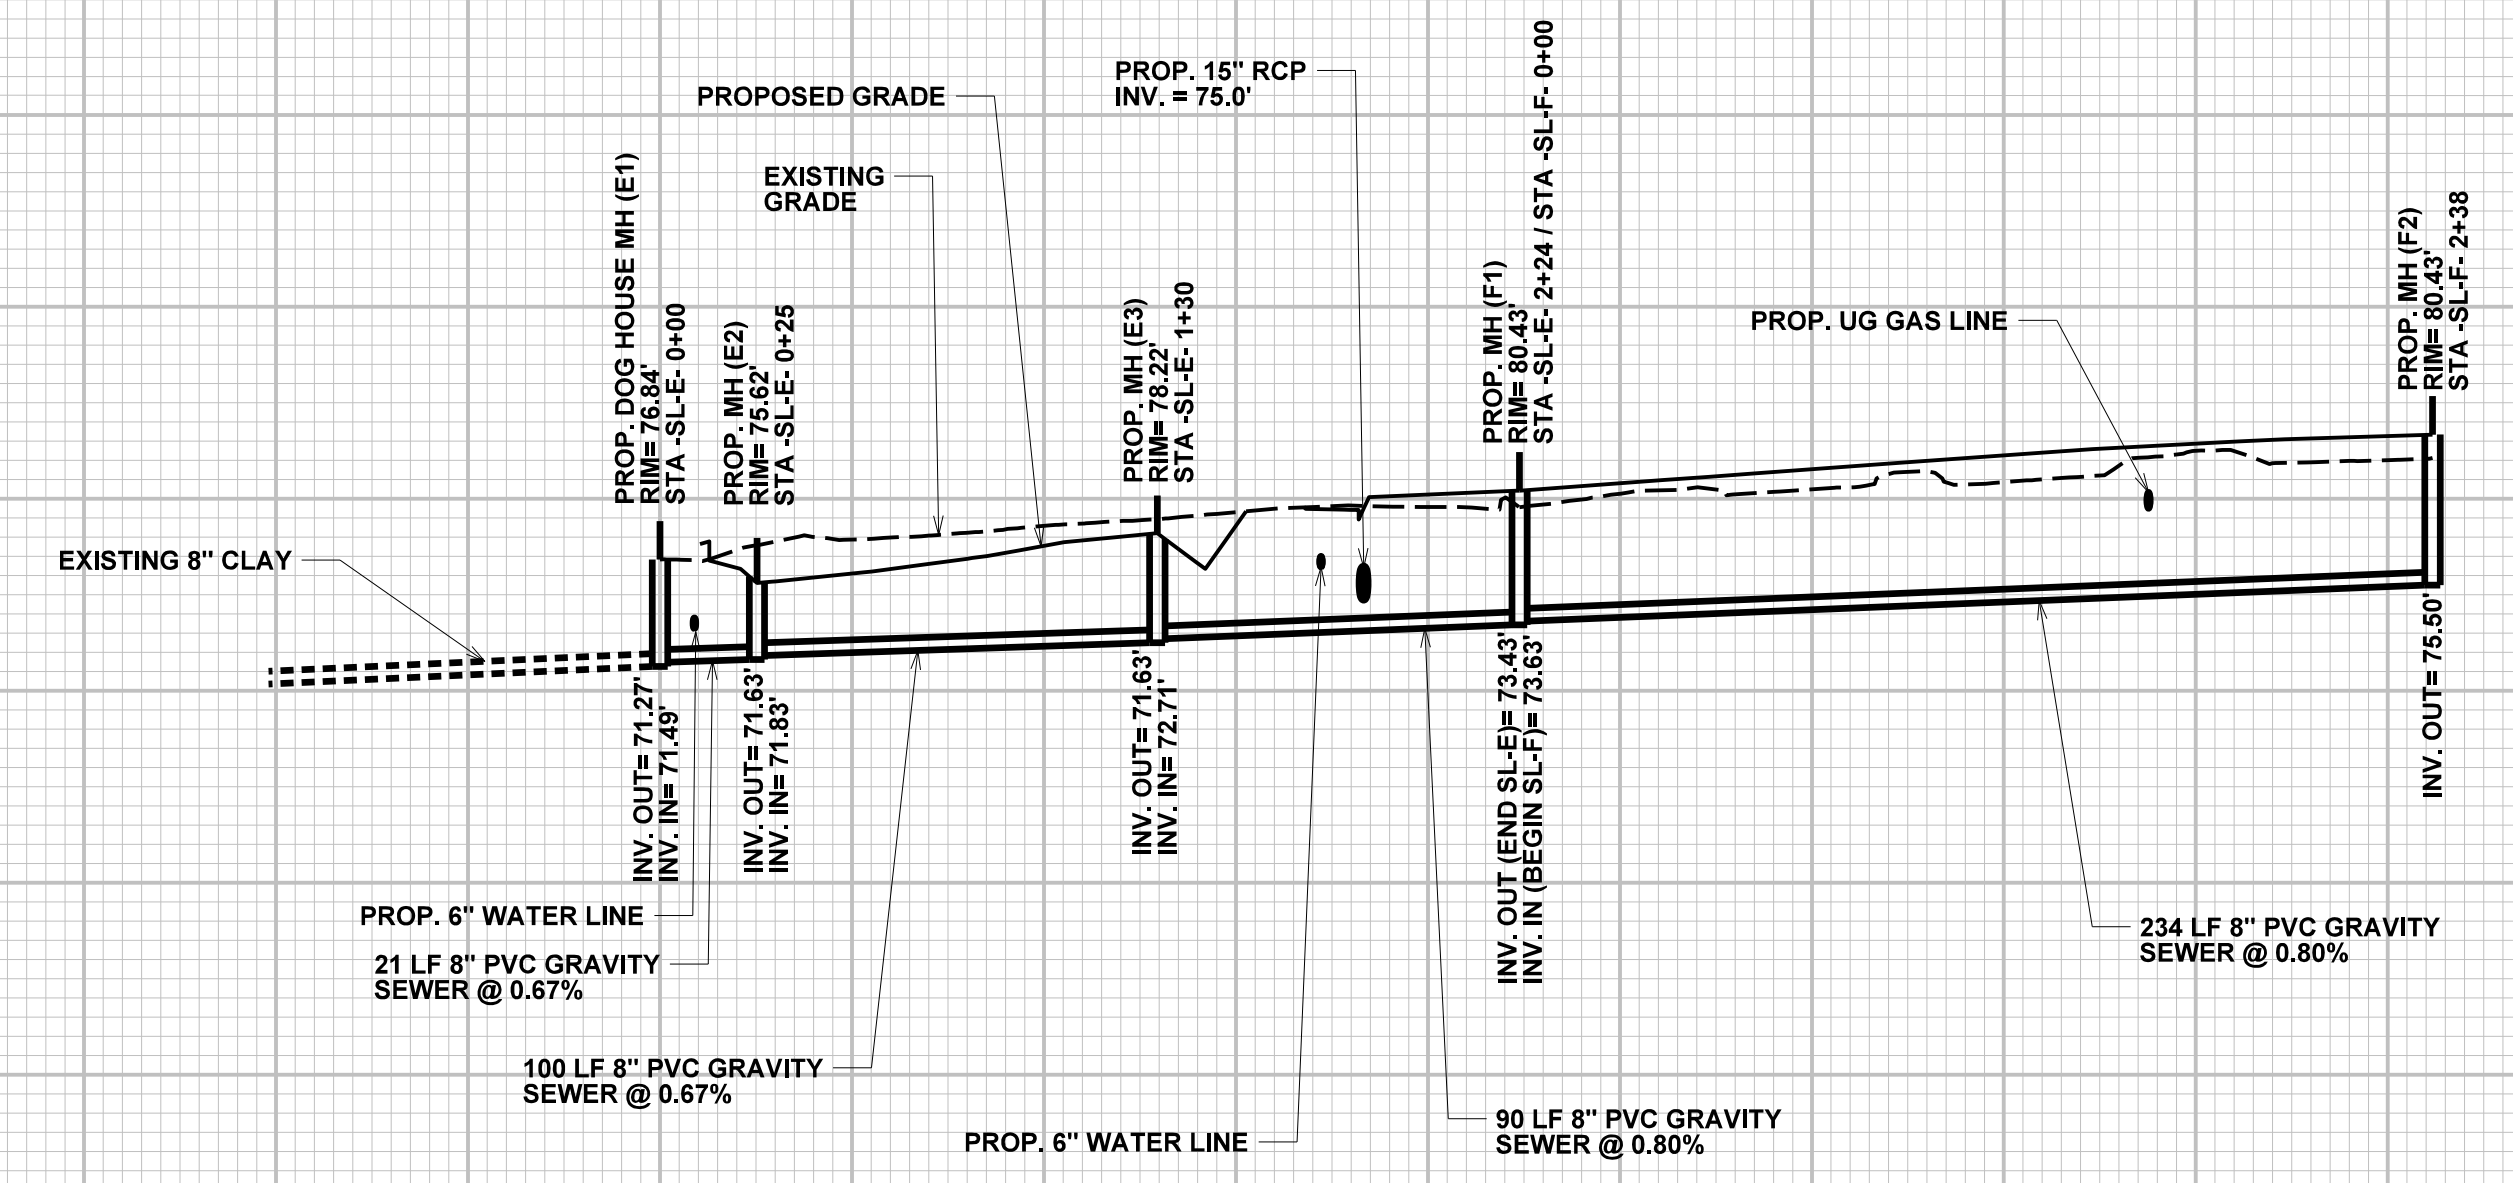 PROP. 15" RCP
INV. = 75.0'
PROPOSED GRADE
EXISTING
GRADE
PROP. DOG HOUSE MH (E1)
RIM= 76.84'
STA -SL-E- 0+00
PROP. MH (E2)
RIM= 75.62'
STA -SL-E- 0+25
PROP. MH (E3)
RIM= 78.22'
STA -SL-E- 1+30
PROP. MH (F1)
RIM= 80.43'
STA -SL-E- 2+24 / STA -SL-F- 0+00
PROP. MH (F2)
RIM= 80.43'
STA -SL-F- 2+38
PROP. UG GAS LINE
EXISTING 8" CLAY
INV. OUT= 71.27'
INV. IN= 71.49'
INV. OUT= 71.63'
INV. IN= 71.83'
INV. OUT= 71.63'
INV. IN= 72.71'
INV. OUT (END SL-E)= 73.43'
INV. IN (BEGIN SL-F)= 73.63'
INV. OUT= 75.50'
PROP. 6" WATER LINE
21 LF 8" PVC GRAVITY
SEWER @ 0.67%
100 LF 8" PVC GRAVITY
SEWER @ 0.67%
PROP. 6" WATER LINE
90 LF 8" PVC GRAVITY
SEWER @ 0.80%
234 LF 8" PVC GRAVITY
SEWER @ 0.80%